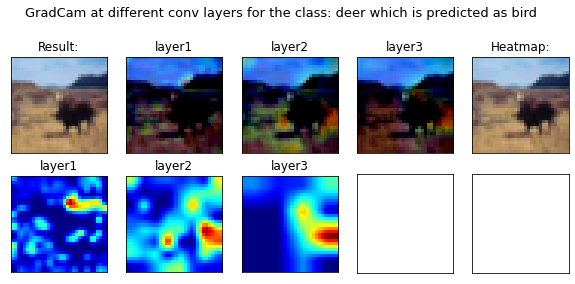 GradCam at different conv layers for the class: deer which is predicted as bird
Result: layer1 layer2 layer3 Heatmap:
layer1 layer2 layer3